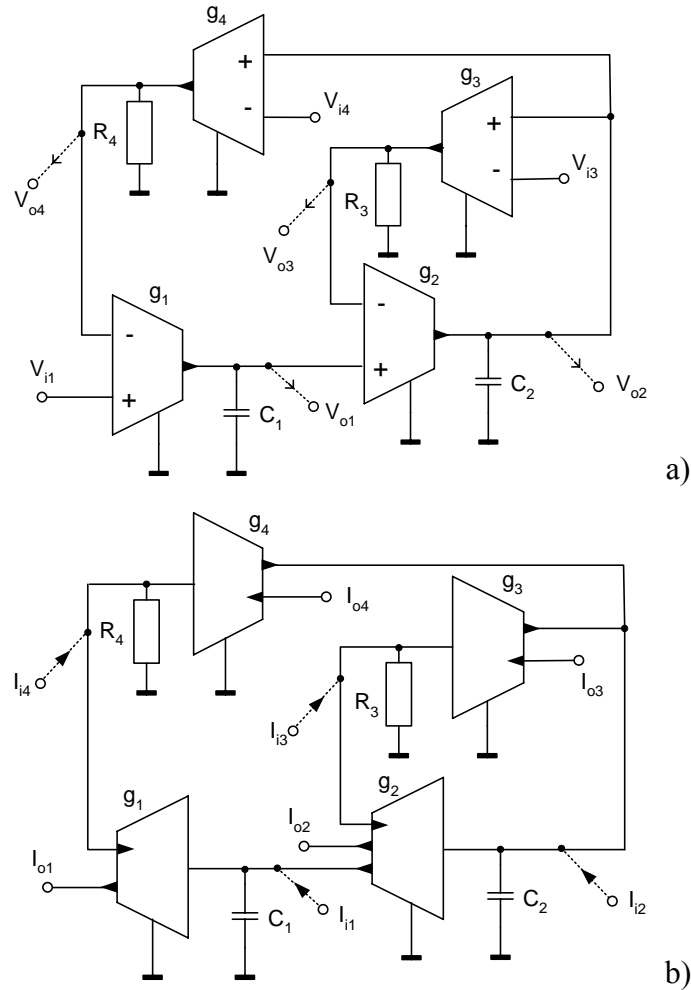 g4
+
-
Vi4
R4
Vo4
g3
+
-
Vi3
R3
Vo3
g1
-
+
Vi1
C1
Vo1
g2
-
+
C2
Vo2
a)
g4
Io4
R4
Ii4
g3
Io3
R3
Ii3
g1
Io1
C1
Ii1
g2
Io2
C2
Ii2
b)